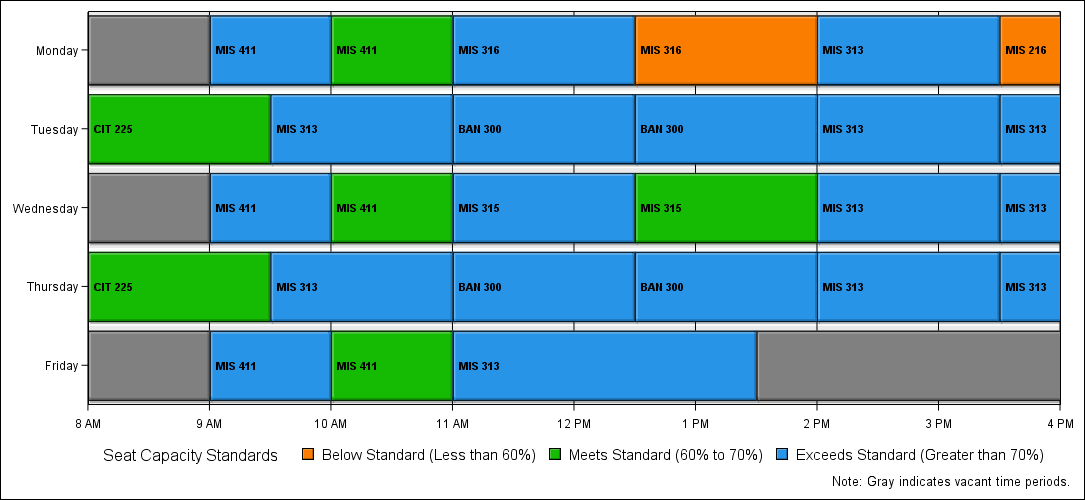 Monday MIS 411 MIS 411 MIS 316 MIS 316 MIS 313 MIS 216
Tuesday CIT 225 MIS 313 BAN 300 BAN 300 MIS 313 MIS 313
Wednesday MIS 411 MIS 411 MIS 315 MIS 315 MIS 313 MIS 313
Thursday CIT 225 MIS 313 BAN 300 BAN 300 MIS 313 MIS 313
Friday MIS 411 MIS 411 MIS 313
8 AM 9 AM 10 AM 11 AM 12 PM 1 PM 2 PM 3 PM 4 PM
Seat Capacity Standards Below Standard (Less than 60%) Meets Standard (60% to 70%) Exceeds Standard (Greater than 70%)
Note: Gray indicates vacant time periods.